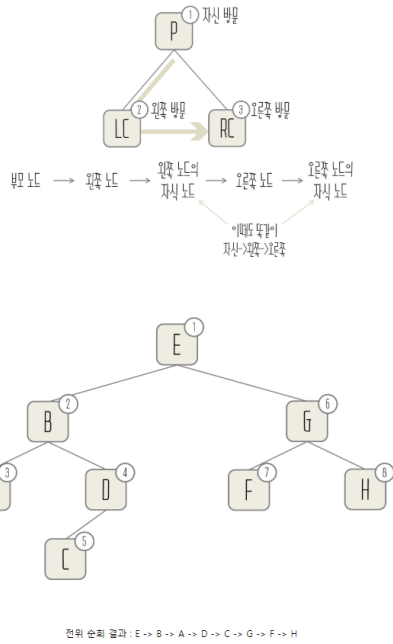 P
1
자신 방문
2
왼쪽 방문
3
오른쪽 방문
LC
RC
부모 노드
왼쪽 노드
왼쪽 노드의
자식 노드
오른쪽 노드
오른쪽 노드의
자식 노드
이때도 똑같이
자신->왼쪽->오른쪽
1
E
2
B
6
G
3
4
D
7
F
8
H
5
C
전위 순회 결과 : E -> B -> A -> D -> C -> G -> F -> H